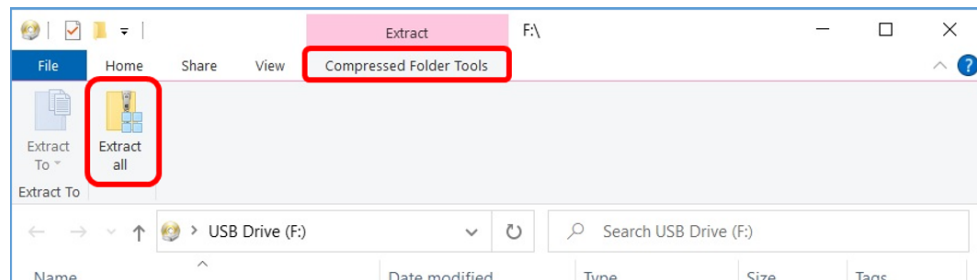 Extract F:\
File Home Share View Compressed Folder Tools
Extract To Extract all
Extract To
USB Drive (F:) Search USB Drive (F:)
Name Date modified Type Size Tags